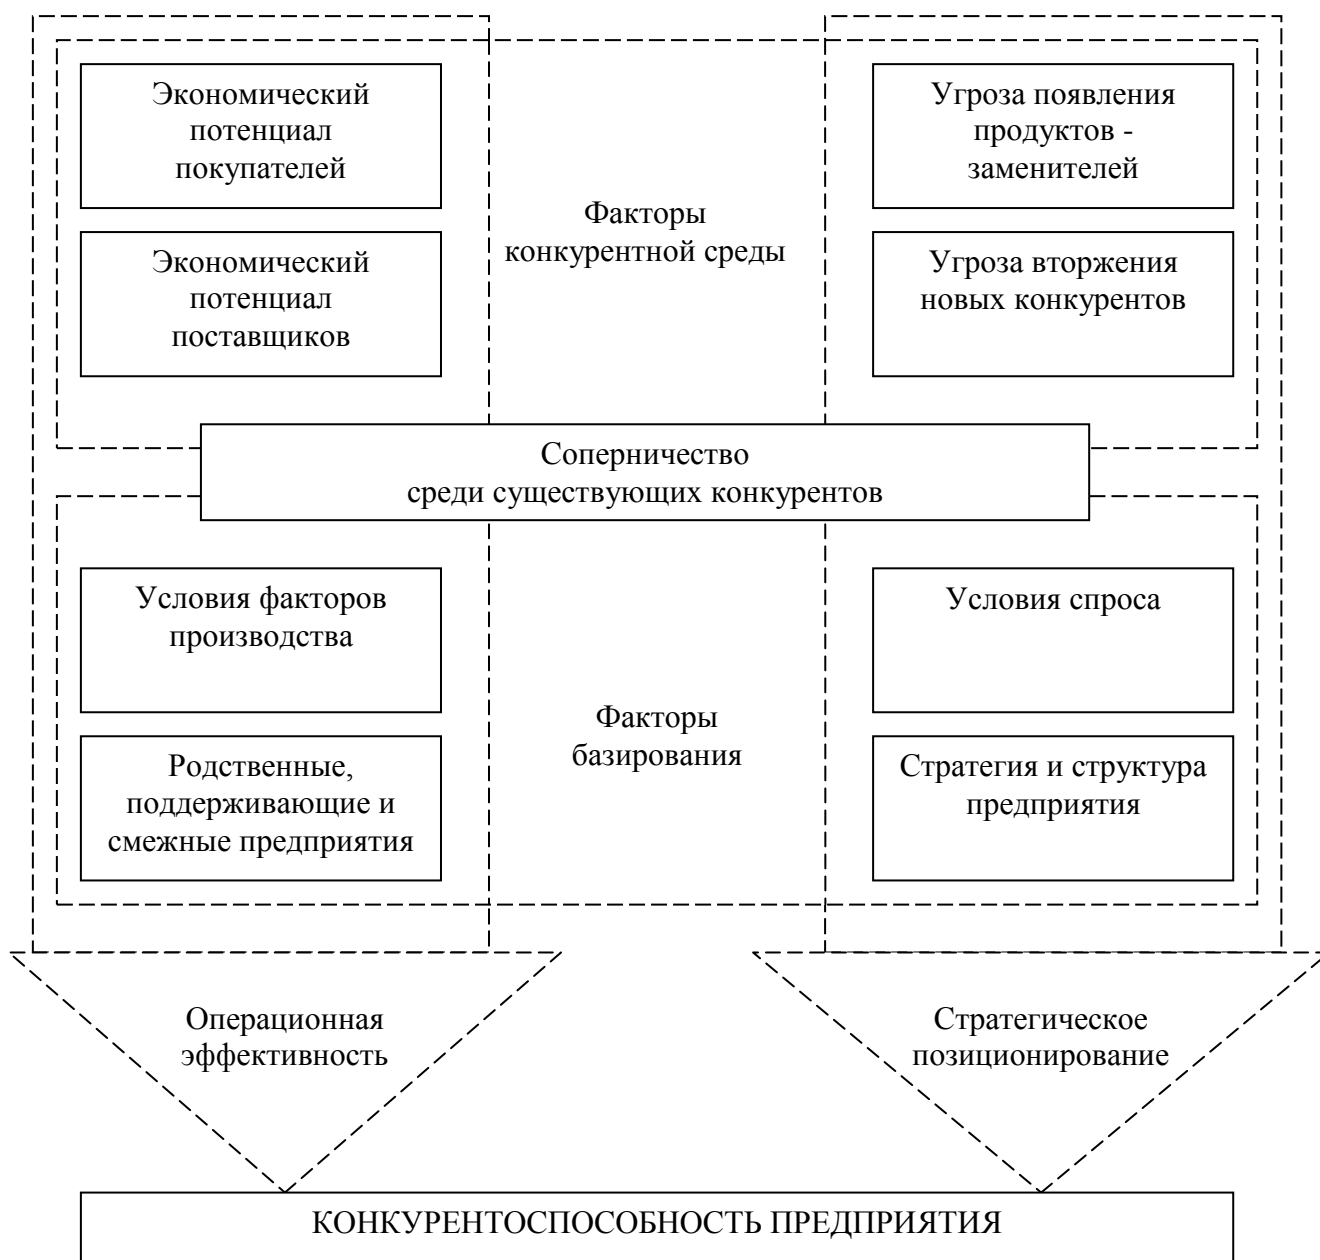 Экономический
потенциал
покупателей
Угроза появления
продуктов -
заменителей
Факторы
конкурентной среды
Экономический
потенциал
поставщиков
Угроза вторжения
новых конкурентов
Соперничество
среди существующих конкурентов
Условия факторов
производства
Условия спроса
Факторы
базирования
Родственные,
поддерживающие и
смежные предприятия
Стратегия и структура
предприятия
Операционная
эффективность
Стратегическое
позиционирование
КОНКУРЕНТОСПОСОБНОСТЬ ПРЕДПРИЯТИЯ